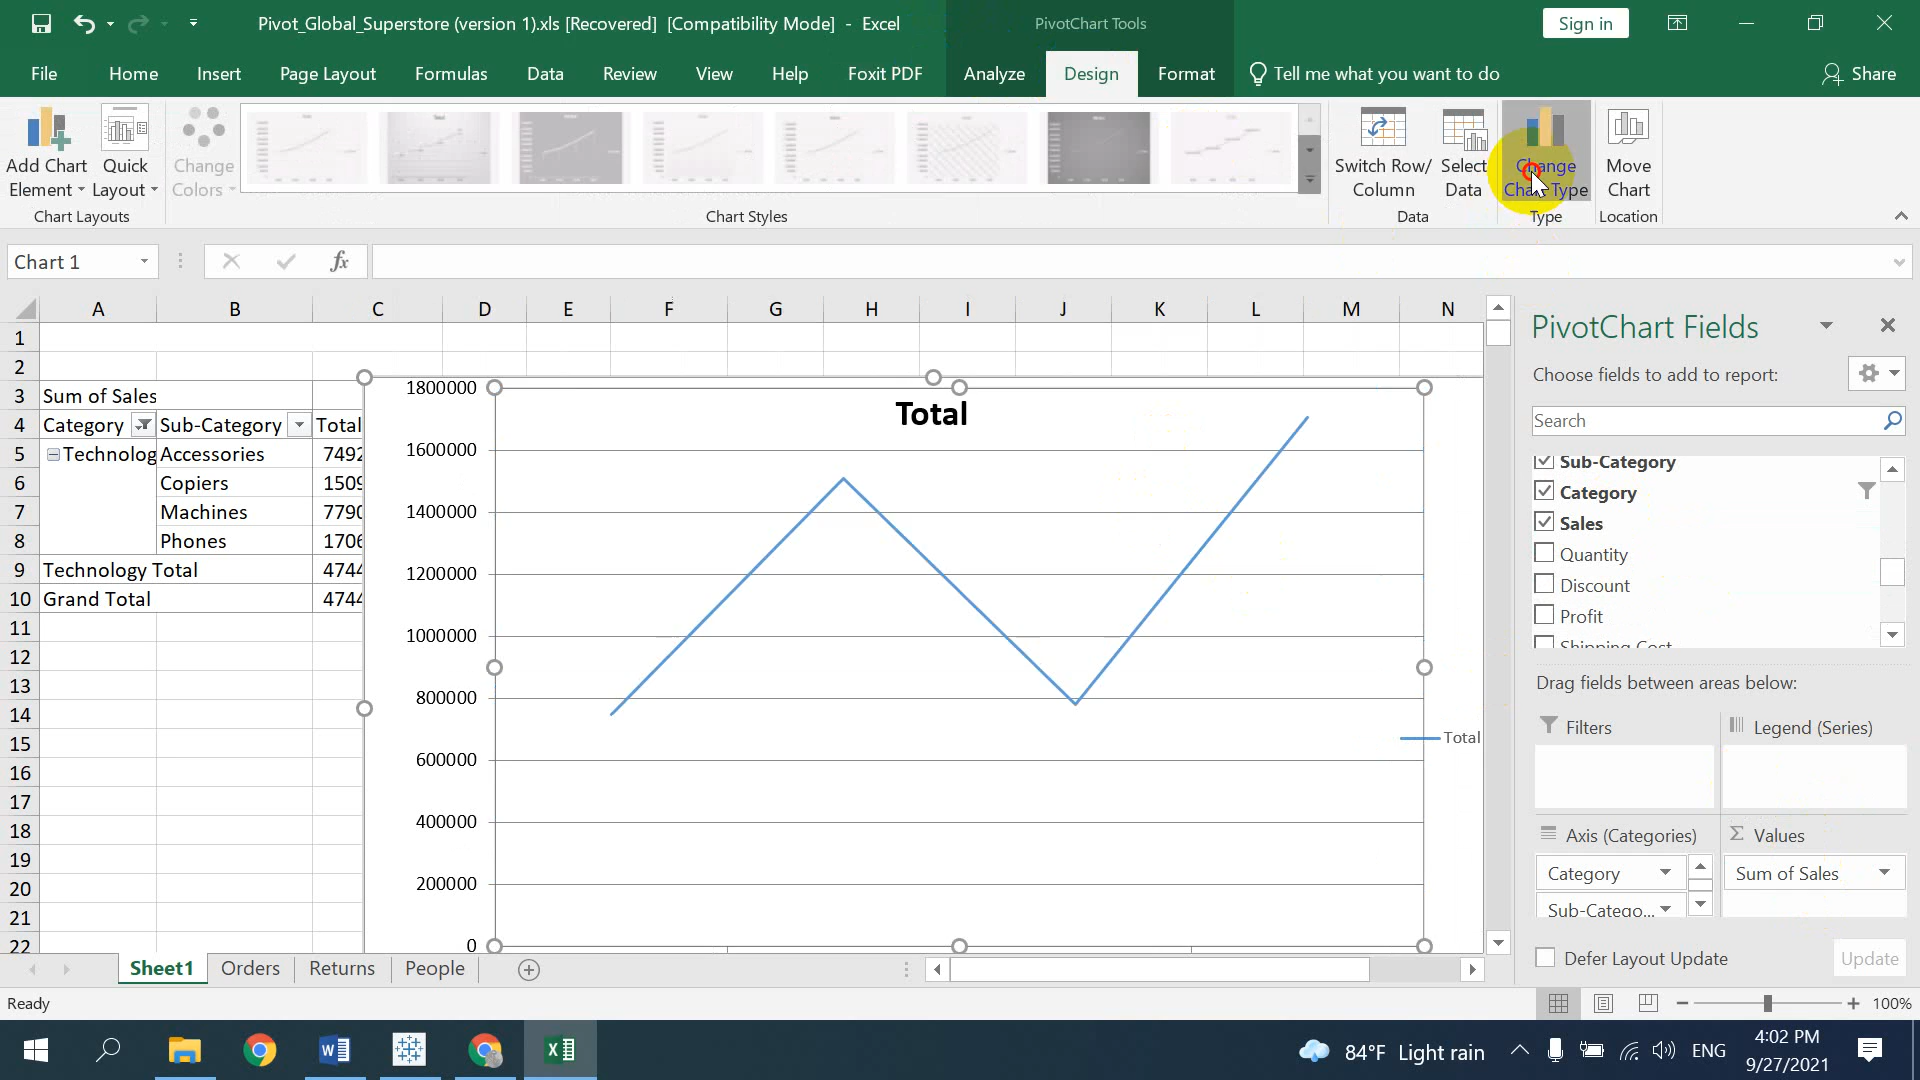 Pivot_Global_Superstore (version 1).xls [Recovered]  [Compatibility Mode]  -  Excel
PivotChart Tools
Sign in
File Home Insert Page Layout Formulas Data Review View Help Foxit PDF Analyze Design Format Tell me what you want to do Share
Add Chart Element
Quick Layout
Change Colors
Switch Row/ Column
Select Data
Change Chart Type
Move Chart
Chart Layouts Chart Styles Data Type Location
Chart 1
fx
A B C D E F G H I J K L M N
1
2
3 Sum of Sales
4 Category Sub-Category Total
5 Technolog Accessories 7492
6 Copiers 1509
7 Machines 7790
8 Phones 1706
9 Technology Total 4744
10 Grand Total 4744
11
12
13
14
15
16
17
18
19
20
21
22
Total
1800000
1600000
1400000
1200000
1000000
800000
600000
400000
200000
0
Total
PivotChart Fields
Choose fields to add to report:
Search
Sub-Category
Category
Sales
Quantity
Discount
Profit
Shipping Cost
Drag fields between areas below:
Filters
Legend (Series)
Axis (Categories)
Σ Values
Category
Sum of Sales
Sub-Catego...
Defer Layout Update
Update
Sheet1 Orders Returns People
Ready
100%
84°F Light rain
ENG
4:02 PM
9/27/2021